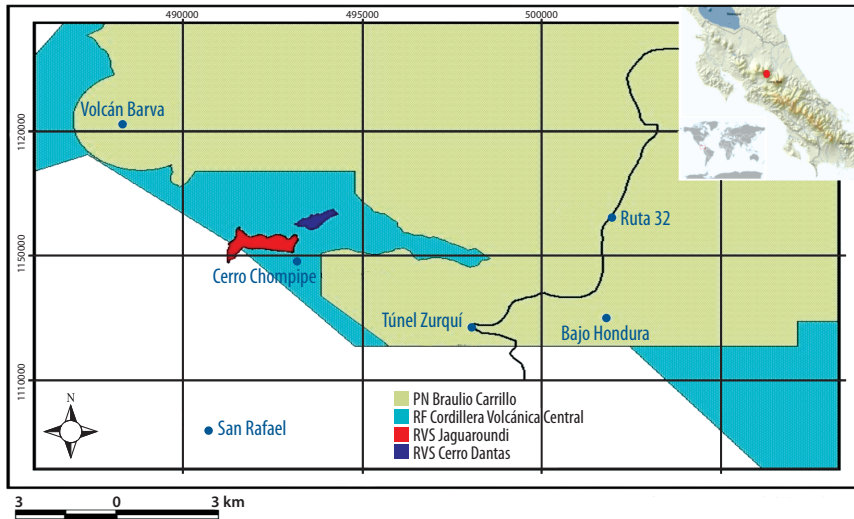 490000
495000
500000
1120000
1150000
1110000
Volcán Barva
Ruta 32
Cerro Chompipe
Túnel Zurquí
Bajo Hondura
San Rafael
PN Braulio Carrillo
RF Cordillera Volcánica Central
RVS Jaguaroundi
RVS Cerro Dantas
N
3 0 3 km